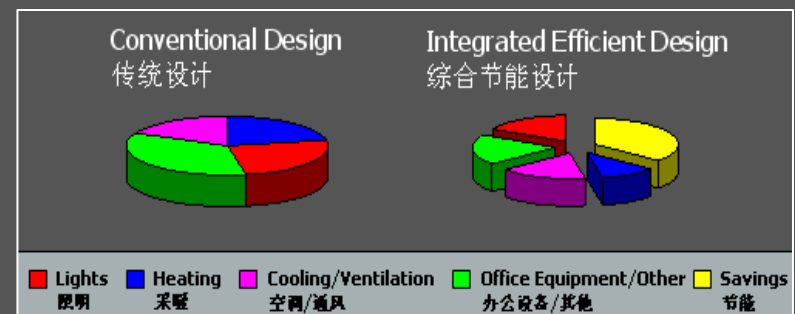 Conventional Design
传统设计
Integrated Efficient Design
综合节能设计
Lights
照明
Heating
采暖
Cooling/Ventilation
空调/通风
Office Equipment/Other
办公设备/其他
Savings
节能